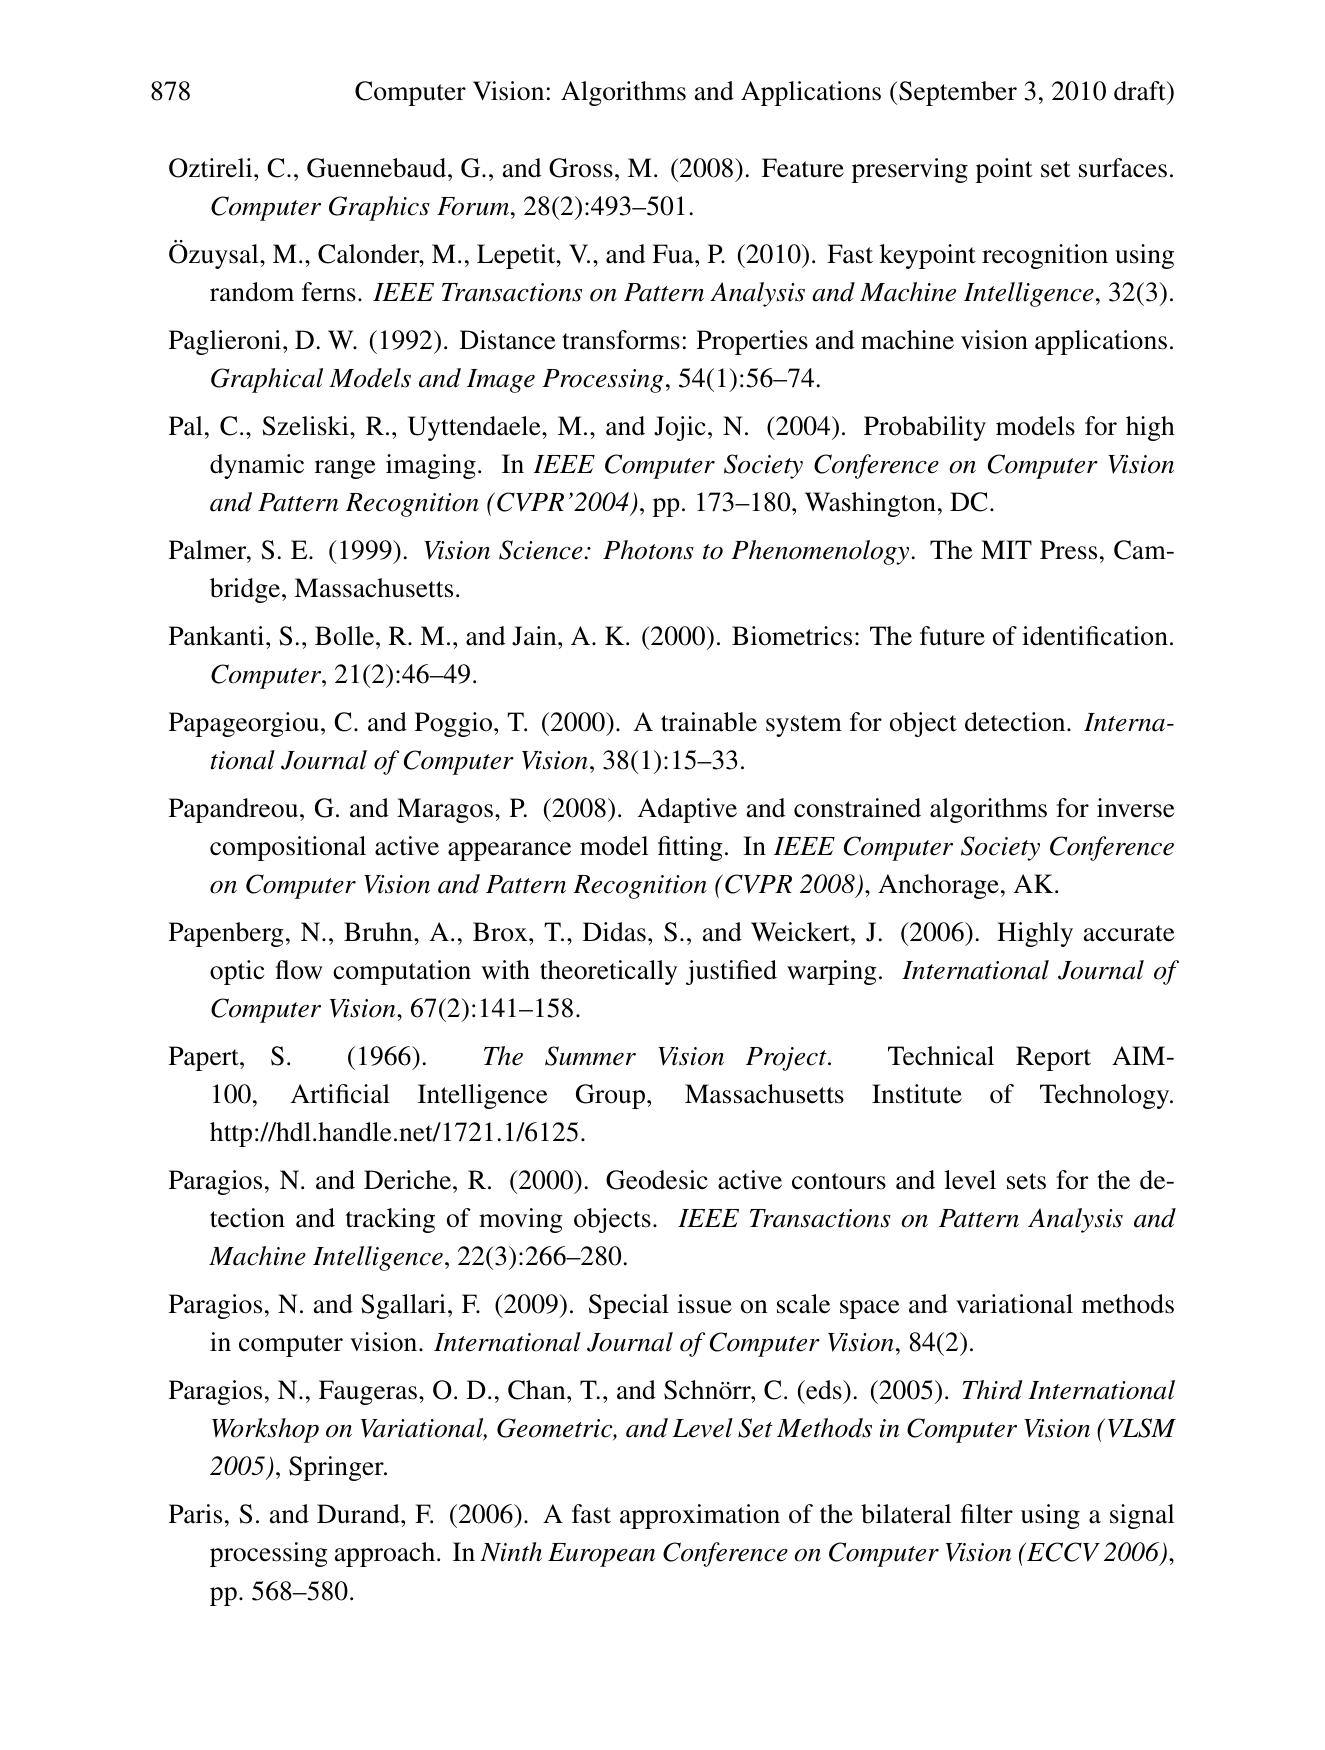 878 Computer Vision: Algorithms and Applications (September 3, 2010 draft)
Oztireli, C., Guennebaud, G., and Gross, M. (2008). Feature preserving point set surfaces.
Computer Graphics Forum, 28(2):493–501.
Özuysal, M., Calonder, M., Lepetit, V., and Fua, P. (2010). Fast keypoint recognition using
random ferns. IEEE Transactions on Pattern Analysis and Machine Intelligence, 32(3).
Paglieroni, D. W. (1992). Distance transforms: Properties and machine vision applications.
Graphical Models and Image Processing, 54(1):56–74.
Pal, C., Szeliski, R., Uyttendaele, M., and Jojic, N. (2004). Probability models for high
dynamic range imaging. In IEEE Computer Society Conference on Computer Vision
and Pattern Recognition (CVPR’2004), pp. 173–180, Washington, DC.
Palmer, S. E. (1999). Vision Science: Photons to Phenomenology. The MIT Press, Cam-
bridge, Massachusetts.
Pankanti, S., Bolle, R. M., and Jain, A. K. (2000). Biometrics: The future of identification.
Computer, 21(2):46–49.
Papageorgiou, C. and Poggio, T. (2000). A trainable system for object detection. Interna-
tional Journal of Computer Vision, 38(1):15–33.
Papandreou, G. and Maragos, P. (2008). Adaptive and constrained algorithms for inverse
compositional active appearance model fitting. In IEEE Computer Society Conference
on Computer Vision and Pattern Recognition (CVPR 2008), Anchorage, AK.
Papenberg, N., Bruhn, A., Brox, T., Didas, S., and Weickert, J. (2006). Highly accurate
optic flow computation with theoretically justified warping. International Journal of
Computer Vision, 67(2):141–158.
Papert, S. (1966). The Summer Vision Project. Technical Report AIM-
100, Artificial Intelligence Group, Massachusetts Institute of Technology.
http://hdl.handle.net/1721.1/6125.
Paragios, N. and Deriche, R. (2000). Geodesic active contours and level sets for the de-
tection and tracking of moving objects. IEEE Transactions on Pattern Analysis and
Machine Intelligence, 22(3):266–280.
Paragios, N. and Sgallari, F. (2009). Special issue on scale space and variational methods
in computer vision. International Journal of Computer Vision, 84(2).
Paragios, N., Faugeras, O. D., Chan, T., and Schnörr, C. (eds). (2005). Third International
Workshop on Variational, Geometric, and Level Set Methods in Computer Vision (VLSM
2005), Springer.
Paris, S. and Durand, F. (2006). A fast approximation of the bilateral filter using a signal
processing approach. In Ninth European Conference on Computer Vision (ECCV 2006),
pp. 568–580.